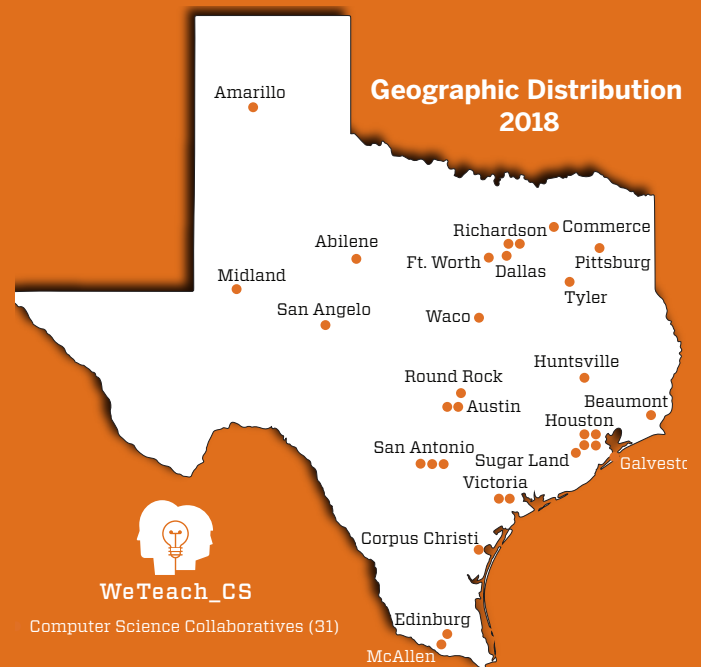 Geographic Distribution
2018
Amarillo
Richardson
Commerce
Abilene
Ft. Worth
Dallas
Pittsburg
Midland
Tyler
San Angelo
Waco
Huntsville
Round Rock
Beaumont
Austin
Houston
San Antonio
Sugar Land
Galvesto
Victoria
Corpus Christi
WeTeach_CS
Computer Science Collaboratives (31)
Edinburg
McAllen